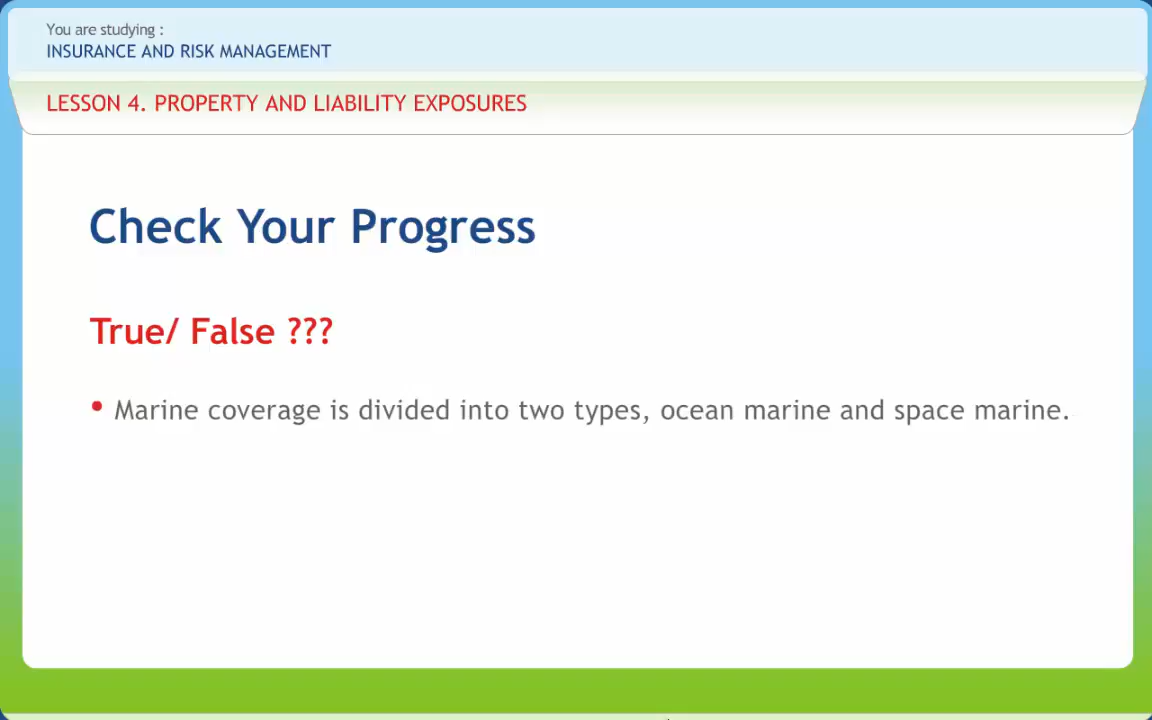 You are studying :
INSURANCE AND RISK MANAGEMENT
LESSON 4. PROPERTY AND LIABILITY EXPOSURES
Check Your Progress
True/ False ???
• Marine coverage is divided into two types, ocean marine and space marine.